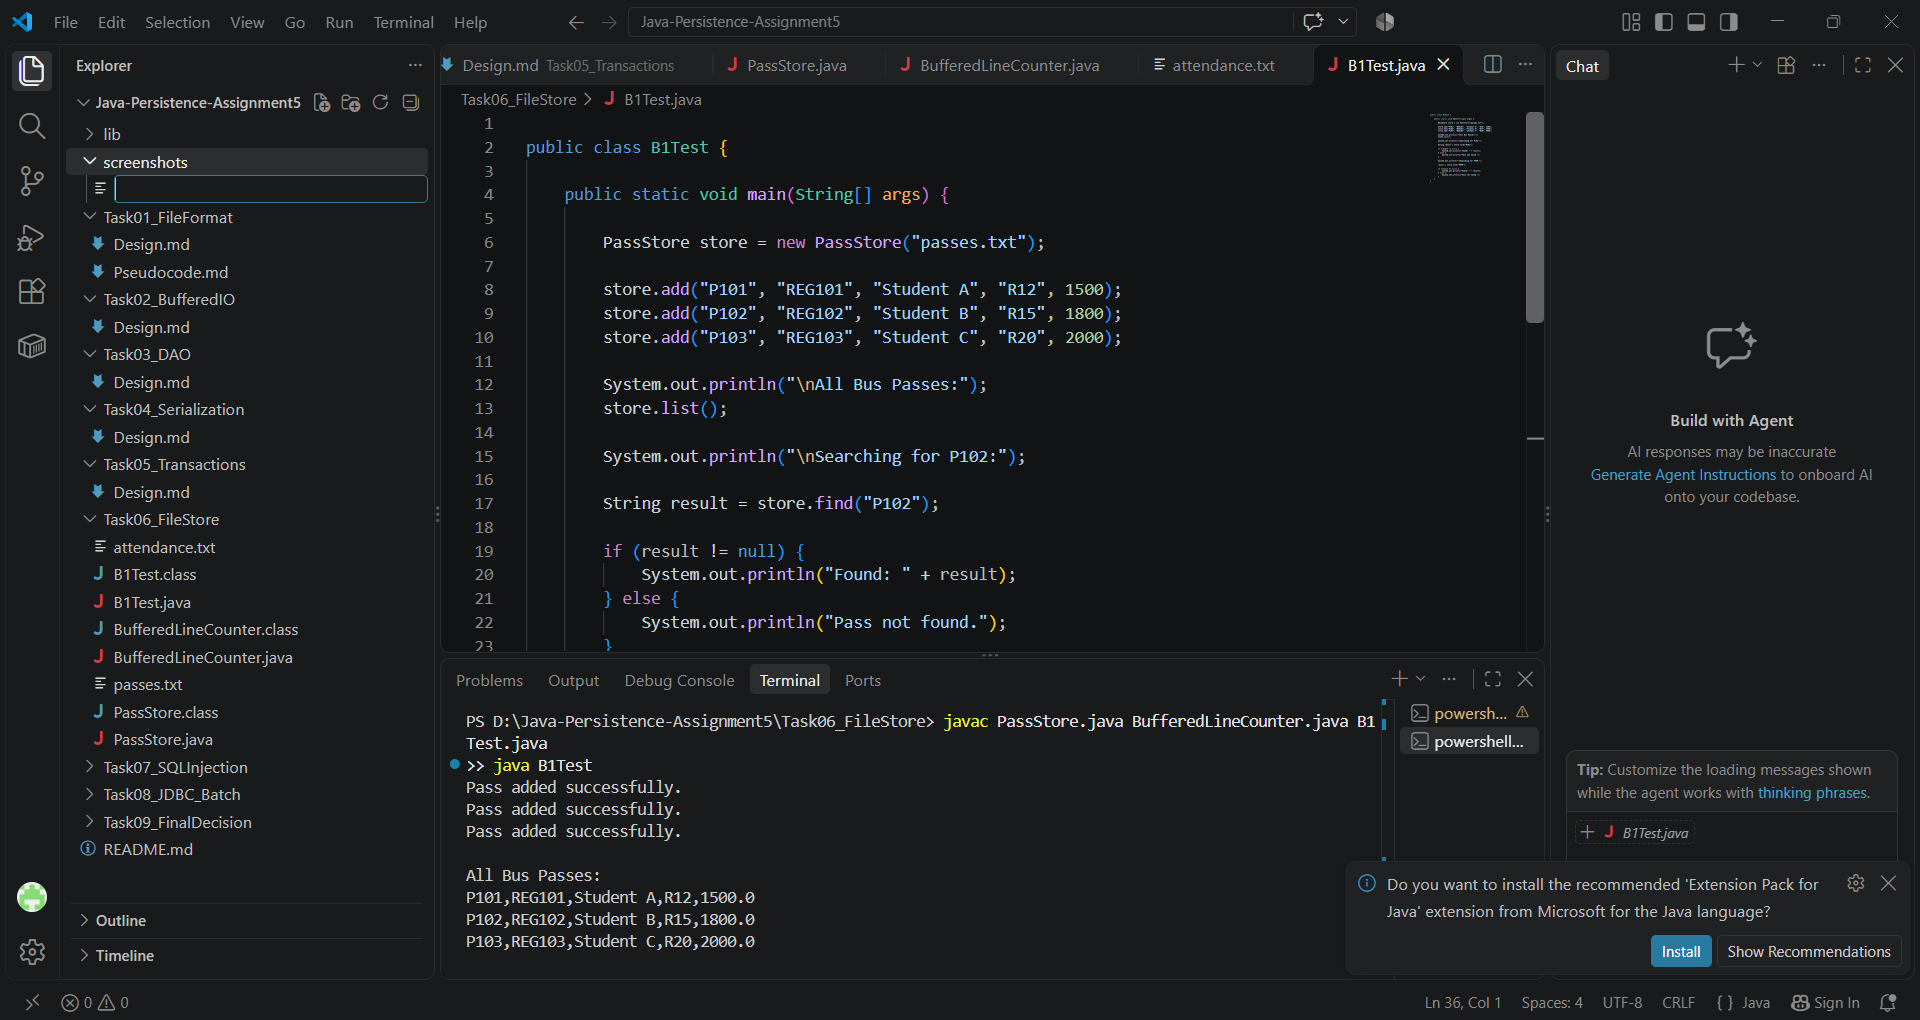 File Edit Selection View Go Run Terminal Help
Java-Persistence-Assignment5
Explorer
Java-Persistence-Assignment5
lib
screenshots
Task01_FileFormat
Design.md
Pseudocode.md
Task02_BufferedIO
Design.md
Task03_DAO
Design.md
Task04_Serialization
Design.md
Task05_Transactions
Design.md
Task06_FileStore
attendance.txt
B1Test.class
B1Test.java
BufferedLineCounter.class
BufferedLineCounter.java
passes.txt
PassStore.class
PassStore.java
Task07_SQLInjection
Task08_JDBC_Batch
Task09_FinalDecision
README.md
Outline
Timeline
Design.md Task05_Transactions
PassStore.java
BufferedLineCounter.java
attendance.txt
B1Test.java
Task06_FileStore > B1Test.java
1
2 public class B1Test {
3
4 public static void main(String[] args) {
5
6 PassStore store = new PassStore("passes.txt");
7
8 store.add("P101", "REG101", "Student A", "R12", 1500);
9 store.add("P102", "REG102", "Student B", "R15", 1800);
10 store.add("P103", "REG103", "Student C", "R20", 2000);
11
12 System.out.println("\nAll Bus Passes:");
13 store.list();
14
15 System.out.println("\nSearching for P102:");
16
17 String result = store.find("P102");
18
19 if (result != null) {
20 System.out.println("Found: " + result);
21 } else {
22 System.out.println("Pass not found.");
23 }
Problems Output Debug Console Terminal Ports
PS D:\Java-Persistence-Assignment5\Task06_FileStore> javac PassStore.java BufferedLineCounter.java B1
Test.java
>> java B1Test
Pass added successfully.
Pass added successfully.
Pass added successfully.
All Bus Passes:
P101,REG101,Student A,R12,1500.0
P102,REG102,Student B,R15,1800.0
P103,REG103,Student C,R20,2000.0
powersh...
powershell...
Chat
Build with Agent
AI responses may be inaccurate
Generate Agent Instructions to onboard AI
onto your codebase.
Tip: Customize the loading messages shown
while the agent works with thinking phrases.
B1Test.java
Do you want to install the recommended 'Extension Pack for
Java' extension from Microsoft for the Java language?
Install Show Recommendations
0 0
Ln 36, Col 1 Spaces: 4 UTF-8 CRLF { } Java Sign In